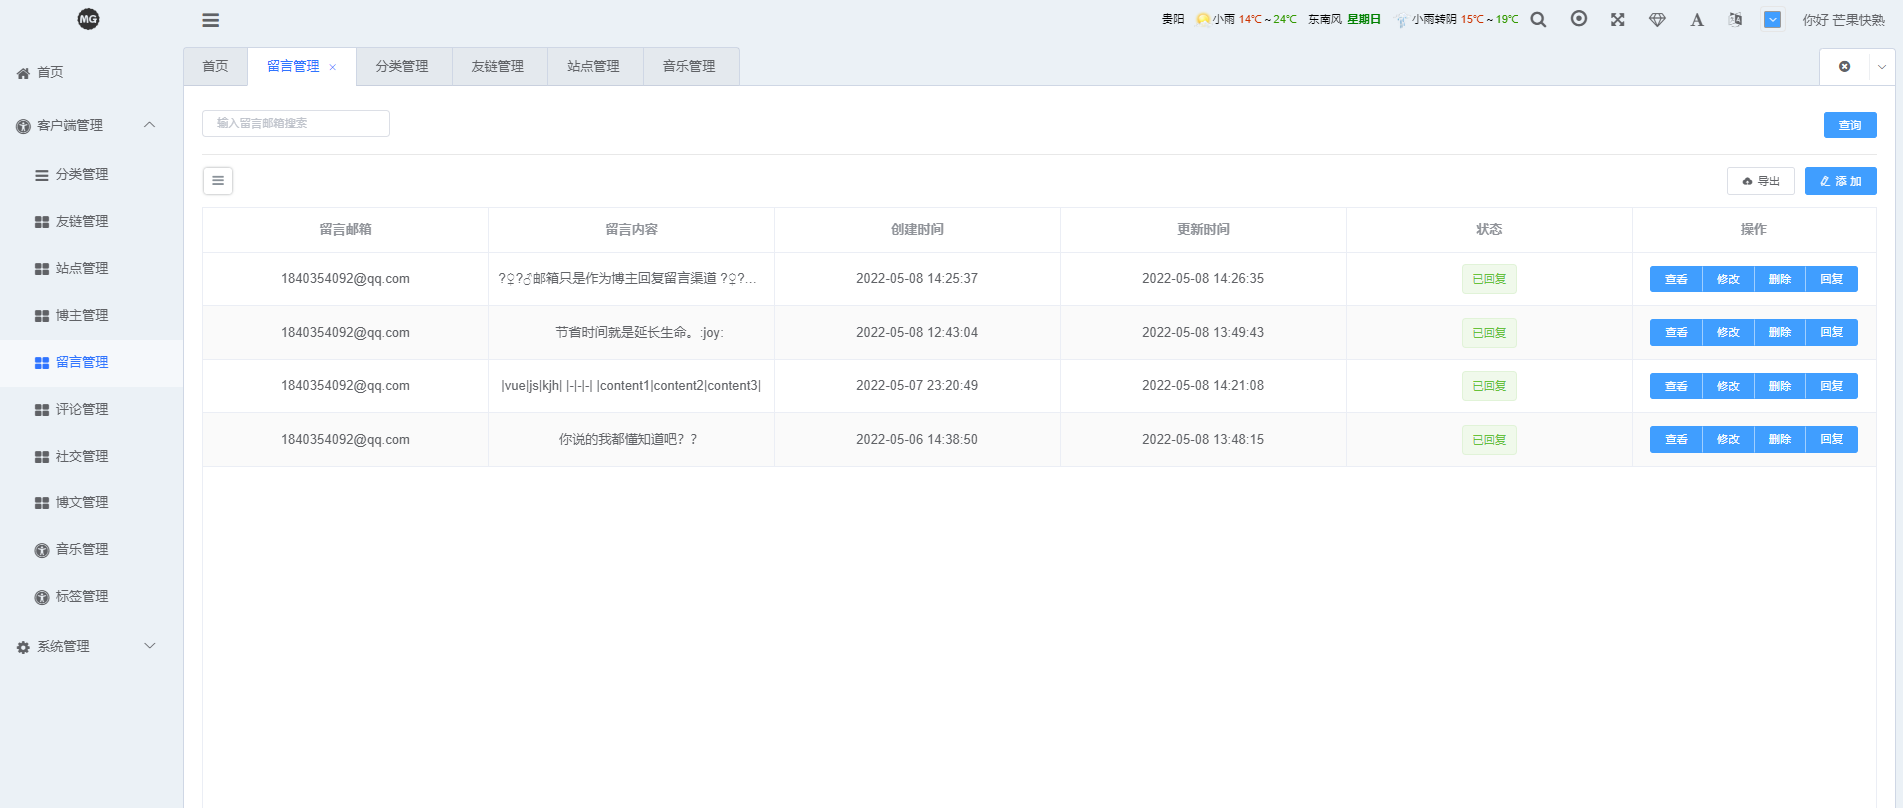 MG
贵阳 小雨 14℃~24℃ 东南风 星期日 小雨转阴 15℃~19℃
你好 芒果快熟
首页
客户端管理
分类管理
友链管理
站点管理
博主管理
留言管理
评论管理
社交管理
博文管理
音乐管理
标签管理
系统管理
首页 留言管理 × 分类管理 友链管理 站点管理 音乐管理
输入留言邮箱搜索
查询
导出 添加
留言邮箱 留言内容 创建时间 更新时间 状态 操作
1840354092@qq.com ?♀?♂邮箱只是作为博主回复留言渠道 ?♀?... 2022-05-08 14:25:37 2022-05-08 14:26:35 已回复 查看 修改 删除 回复
1840354092@qq.com 节省时间就是延长生命。:joy: 2022-05-08 12:43:04 2022-05-08 13:49:43 已回复 查看 修改 删除 回复
1840354092@qq.com |vue|js|kjh| |-|-|-| |content1|content2|content3| 2022-05-07 23:20:49 2022-05-08 14:21:08 已回复 查看 修改 删除 回复
1840354092@qq.com 你说的我都懂知道吧？？ 2022-05-06 14:38:50 2022-05-08 13:48:15 已回复 查看 修改 删除 回复